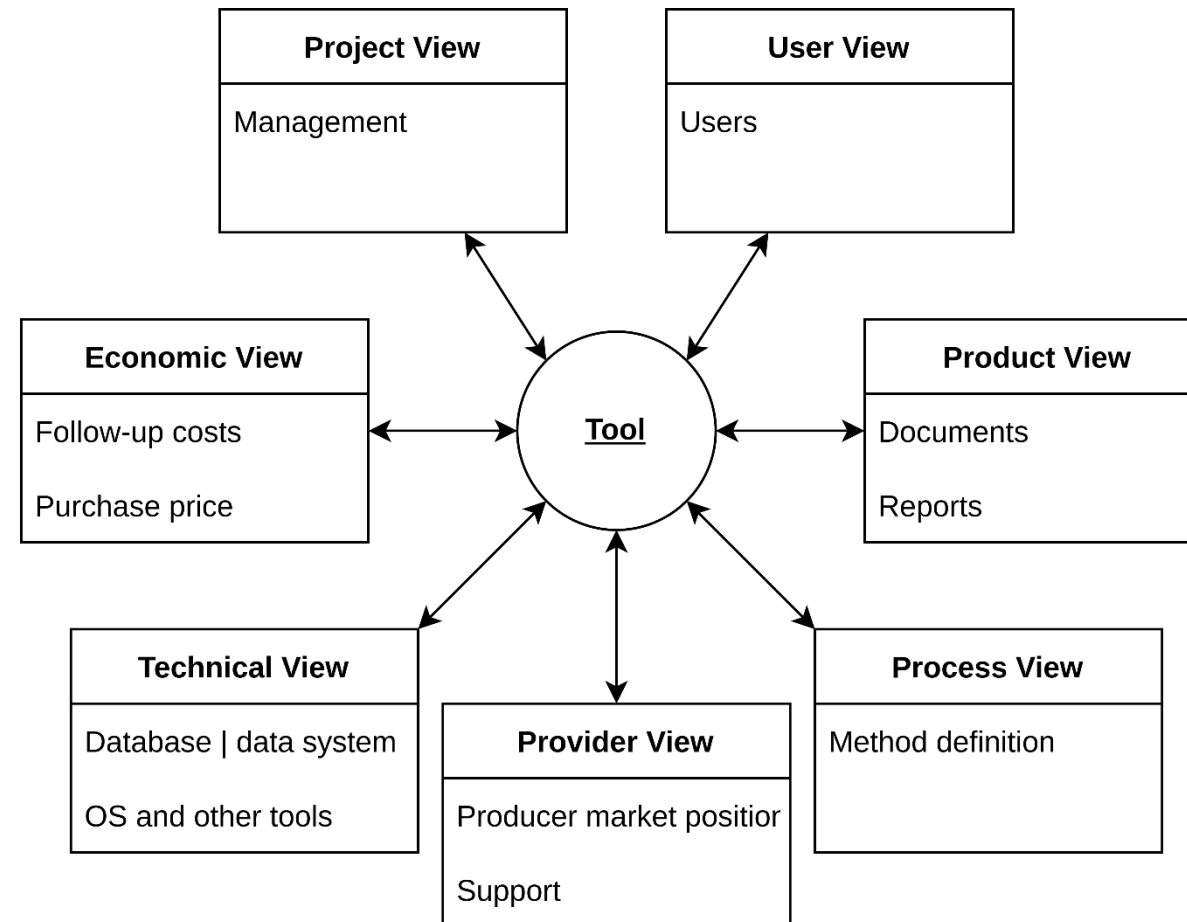 Project View
Management
User View
Users
Economic View
Follow-up costs
Purchase price
Tool
Product View
Documents
Reports
Technical View
Database | data system
OS and other tools
Provider View
Producer market position
Support
Process View
Method definition